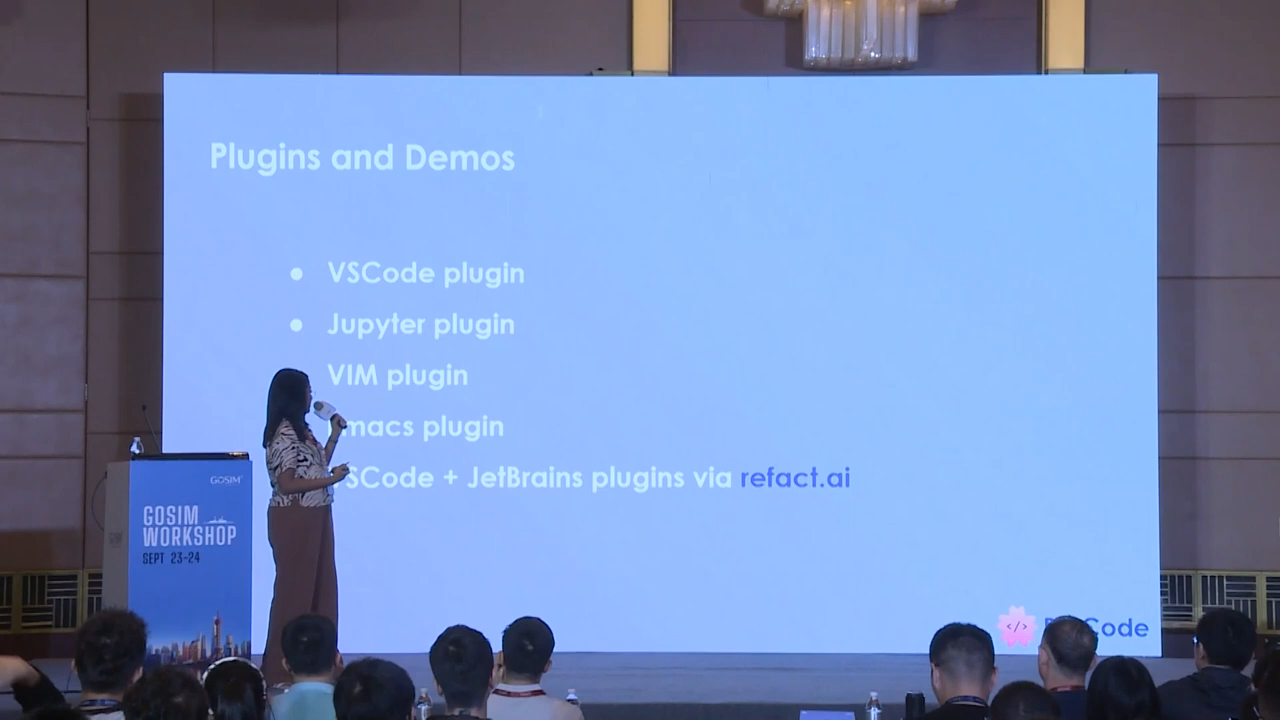 Plugins and Demos
● VSCode plugin
● Jupyter plugin
VIM plugin
macs plugin
SCode + JetBrains plugins via refact.ai
GOSIM
GOSIM
WORKSHOP
SEPT 23-24
</> Code